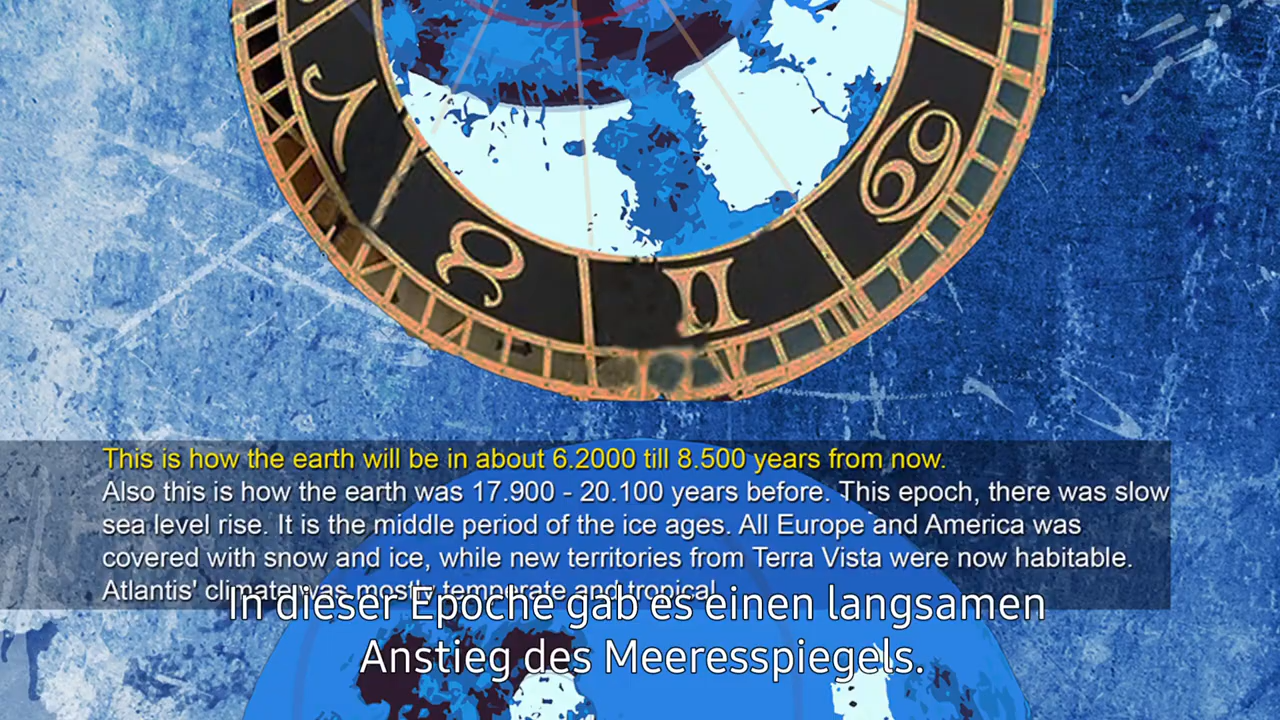 This is how the earth will be in about 6.2000 till 8.500 years from now.
Also this is how the earth was 17.900 - 20.100 years before. This epoch, there was slow
sea level rise. It is the middle period of the ice ages. All Europe and America was
covered with snow and ice, while new territories from Terra Vista were now habitable.
Atlantis' climate was mostly temperate and tropical
In dieser Epoche gab es einen langsamen
Anstieg des Meeresspiegels.